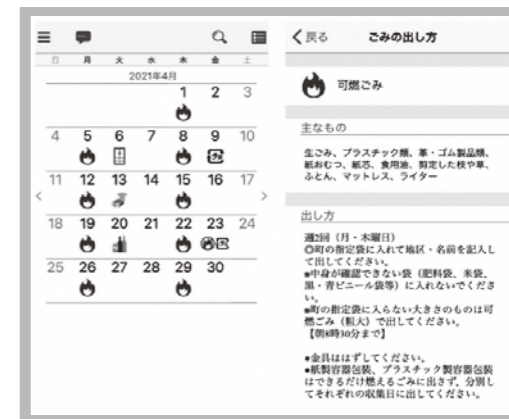 日 月 火 水 木 金 土
2021年4月
1 2 3
4 5 6 7 8 9 10
11 12 13 14 15 16 17
18 19 20 21 22 23 24
25 26 27 28 29 30
戻る ごみの出し方
可燃ごみ
主なもの
生ごみ、プラスチック類、革・ゴム製品類、
紙おむつ、紙芯、食用油、剪定した枝や草、
ふとん、マットレス、ライター
出し方
週2回（月・木曜日）
◎町の指定袋に入れて地区・名前を記入し
て出してください。
●中身が確認できない袋（肥料袋、米袋、
黒・青ビニール袋等）に入れないでくださ
い。
●町の指定袋に入らない大きさのものは可
燃ごみ（粗大）で出してください。
【朝8時30分まで】
●金具ははずしてください。
●紙製容器包装、プラスチック製容器包装
はできるだけ燃えるごみに出さず、分別し
てそれぞれの収集日に出してください。